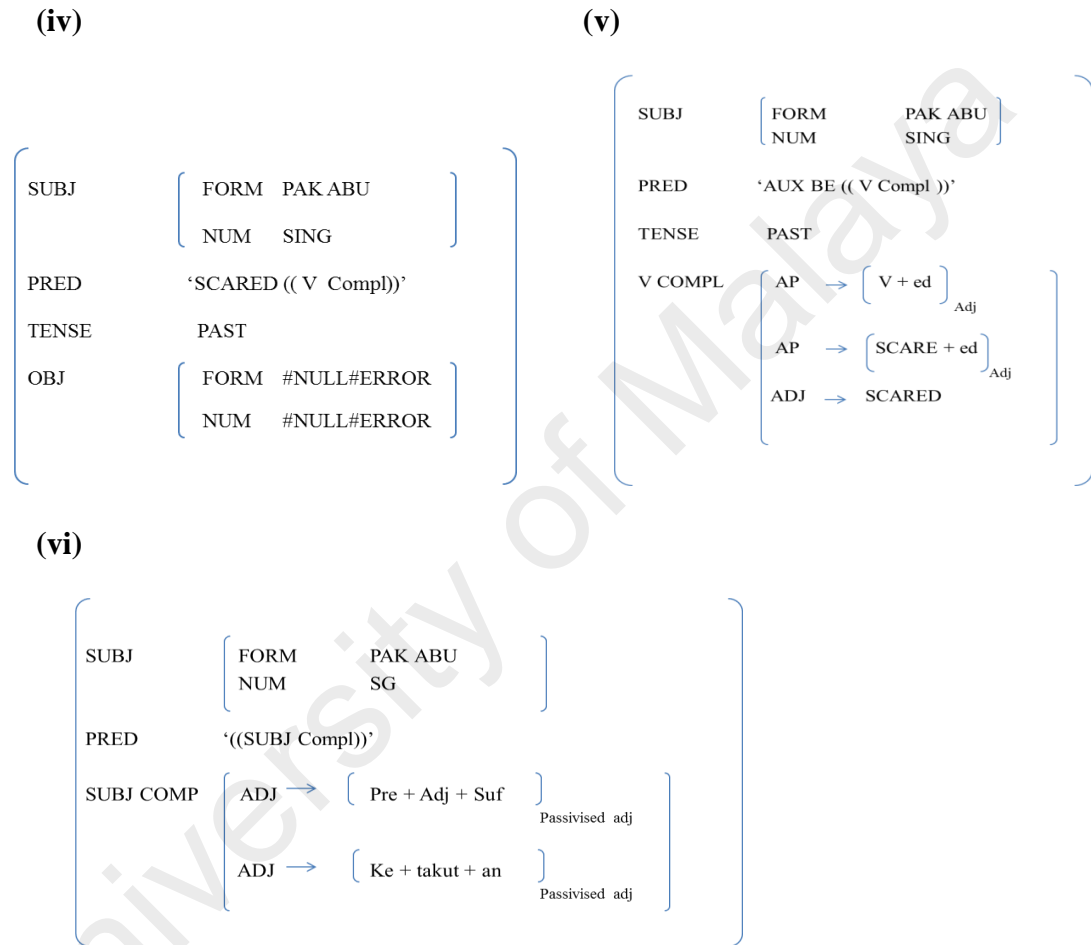 (iv)
SUBJ FORM PAK ABU
NUM SING
PRED ‘SCARED (( V Compl))’
TENSE PAST
OBJ FORM #NULL#ERROR
NUM #NULL#ERROR
(v)
SUBJ FORM PAK ABU
NUM SING
PRED ‘AUX BE (( V Compl ))’
TENSE PAST
V COMPL AP → V + ed Adj
AP → SCARE + ed Adj
ADJ → SCARED
(vi)
SUBJ FORM PAK ABU
NUM SG
PRED ‘((SUBJ Compl))’
SUBJ COMP ADJ → Pre + Adj + Suf Passivised adj
ADJ → Ke + takut + an Passivised adj
University of Malaya